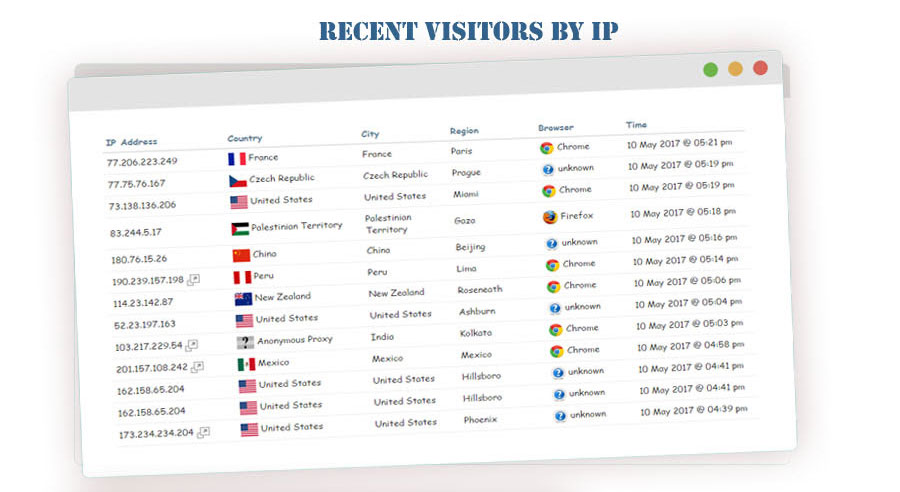 RECENT VISITORS BY IP
IP Address Country City Region Browser Time
77.206.223.249 France France Paris Chrome 10 May 2017 @ 05:21 pm
77.75.76.167 Czech Republic Czech Republic Prague unknown 10 May 2017 @ 05:19 pm
73.138.136.206 United States United States Miami Chrome 10 May 2017 @ 05:19 pm
83.244.5.17 Palestinian Territory Palestinian Territory Gaza Firefox 10 May 2017 @ 05:18 pm
180.76.15.26 China China Beijing unknown 10 May 2017 @ 05:16 pm
190.239.157.198 Peru Peru Lima Chrome 10 May 2017 @ 05:14 pm
114.23.142.87 New Zealand New Zealand Roseneath Chrome 10 May 2017 @ 05:06 pm
52.23.197.163 United States United States Ashburn unknown 10 May 2017 @ 05:04 pm
103.217.229.54 ? Anonymous Proxy India Kolkata Chrome 10 May 2017 @ 05:03 pm
201.157.108.242 Mexico Mexico Mexico Chrome 10 May 2017 @ 04:58 pm
162.158.65.204 United States United States Hillsboro unknown 10 May 2017 @ 04:41 pm
162.158.65.204 United States United States Hillsboro unknown 10 May 2017 @ 04:41 pm
173.234.234.204 United States United States Phoenix unknown 10 May 2017 @ 04:39 pm